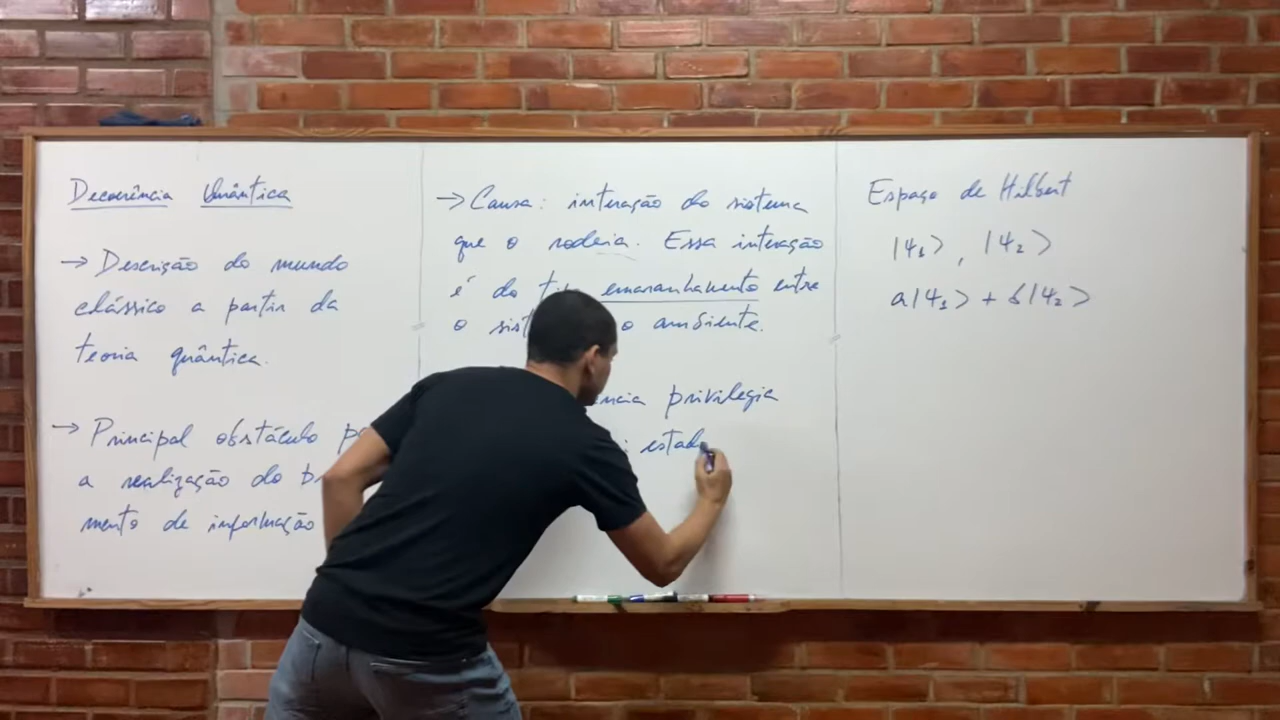 Decoerência Quântica
→ Descrição do mundo
clássico a partir da
teoria quântica.
→ Principal obstáculo
a realização do
mento de informação
→ Causa: interação do sistema
que o rodeia. Essa interação
é do emaranhamento entre
o o ambiente.
privilegia
Espaço de Hilbert
|ψ₁>, |ψ₂>
a|ψ₁> + b|ψ₂>